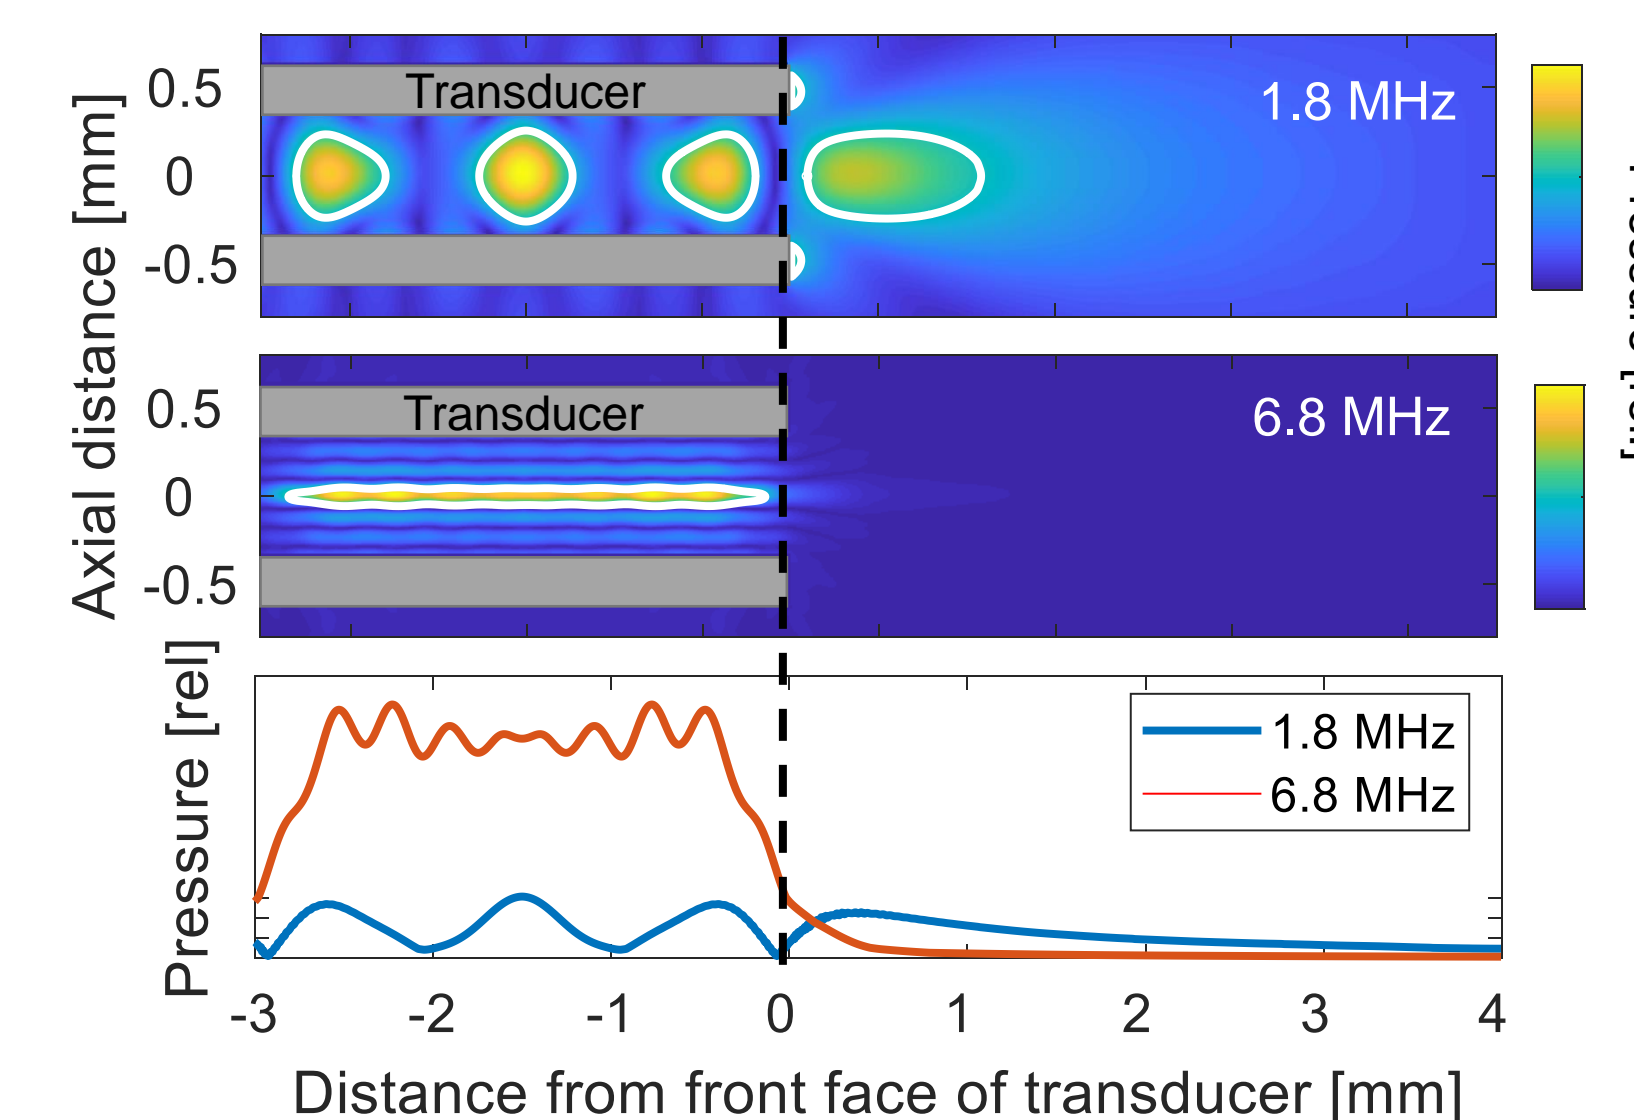 Axial distance [mm]
0.5
0
-0.5
Transducer
1.8 MHz
0.5
0
-0.5
Transducer
6.8 MHz
Pressure [rel]
1.8 MHz
6.8 MHz
-3 -2 -1 0 1 2 3 4
Distance from front face of transducer [mm]